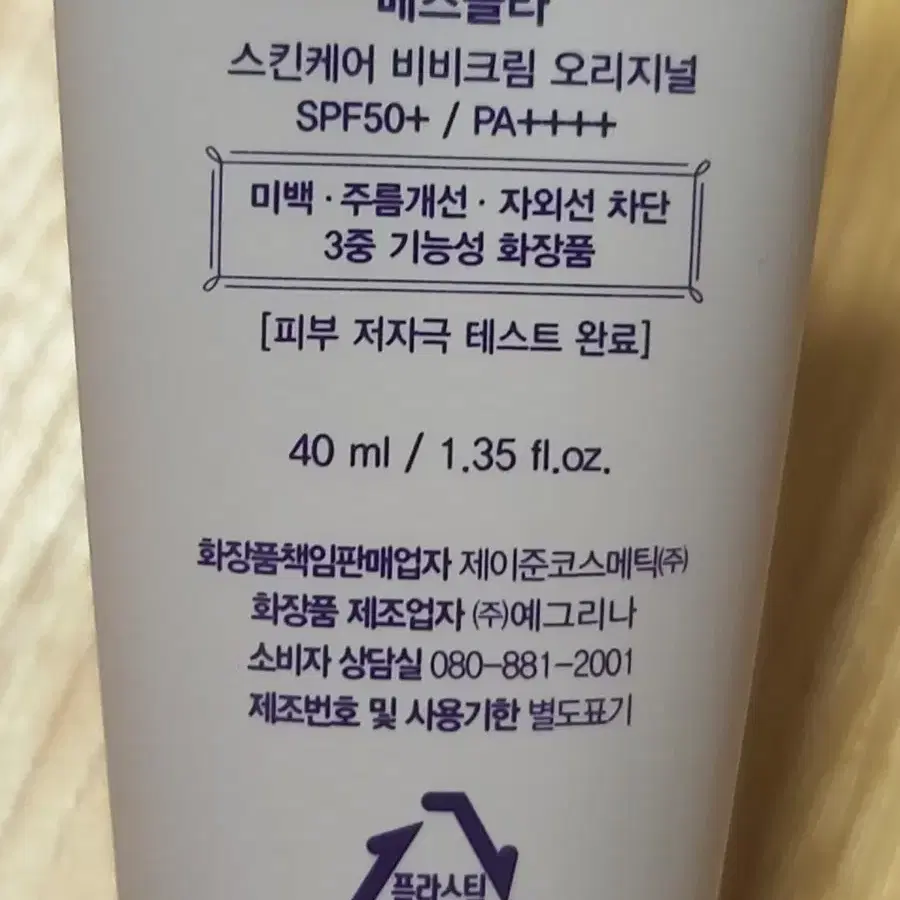 스킨케어 비비크림 오리지널
SPF50+ / PA++++
미백 · 주름개선 · 자외선 차단
3중 기능성 화장품
[피부 저자극 테스트 완료]
40 ml / 1.35 fl.oz.
화장품책임판매업자 제이준코스메틱㈜
화장품 제조업자 ㈜예그리나
소비자 상담실 080-881-2001
제조번호 및 사용기한 별도표기
플라스틱